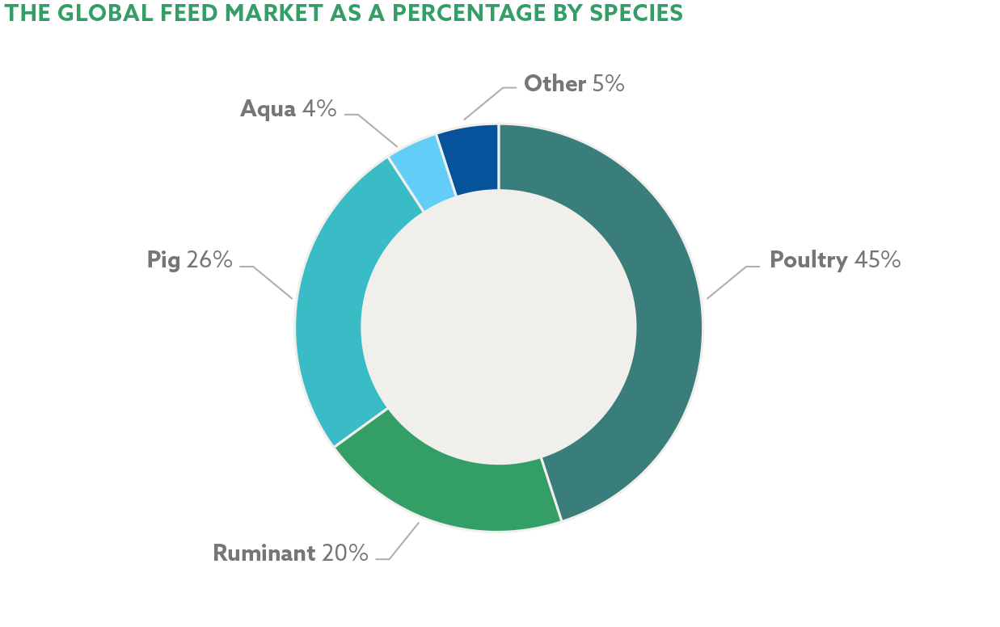 THE GLOBAL FEED MARKET AS A PERCENTAGE BY SPECIES
Other 5%
Aqua 4%
Pig 26%
Poultry 45%
Ruminant 20%